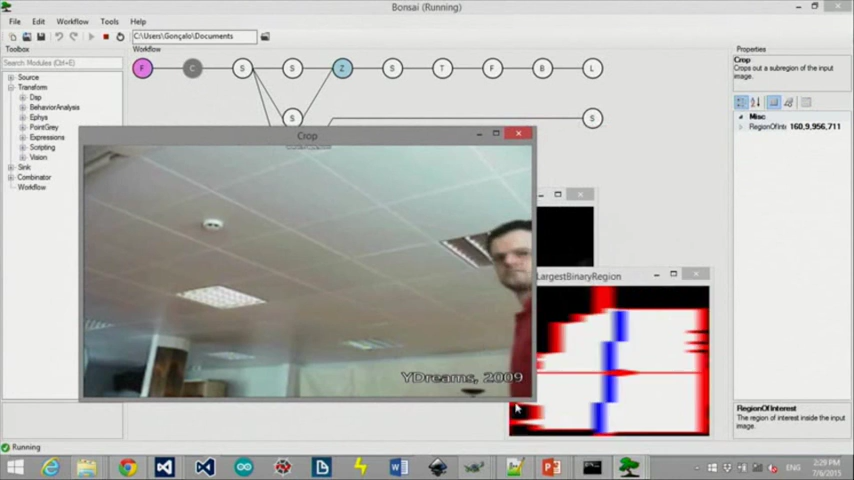 Bonsai (Running)
File Edit Workflow Tools Help
C:\Users\Gonçalo\Documents
Toolbox
Workflow
Properties
Search Modules (Ctrl+E)
Source
Transform
Dsp
BehaviorAnalysis
Ephys
PointGrey
Expressions
Scripting
Vision
Sink
Combinator
Workflow
F C S S Z S T F B L
S S
Crop
Crops out a subregion of the input
image.
Misc
RegionOfInte 160,9,956,711
Crop
YDreams, 2009
LargestBinaryRegion
RegionOfInterest
The region of interest inside the input
image.
Running
ENG
2:29 PM
7/6/2015